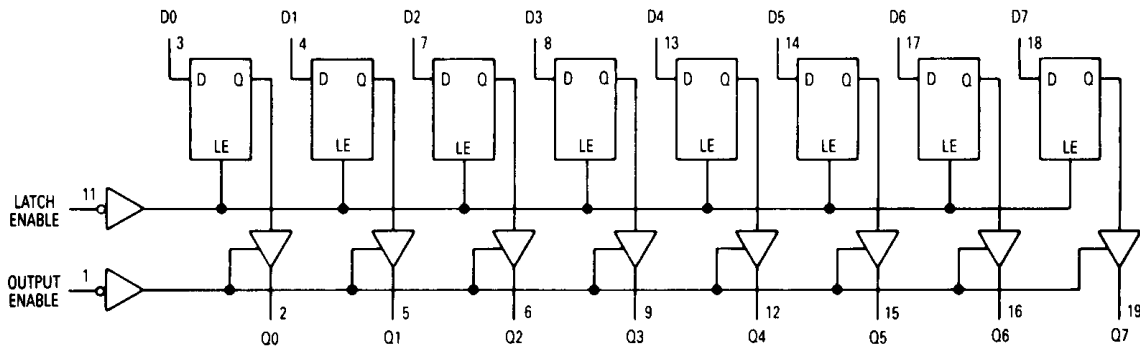 D0 D1 D2 D3 D4 D5 D6 D7
3 4 7 8 13 14 17 18
D Q D Q D Q D Q D Q D Q D Q D Q
LE LE LE LE LE LE LE LE
11
LATCH
ENABLE
1
OUTPUT
ENABLE
2 5 6 9 12 15 16 19
Q0 Q1 Q2 Q3 Q4 Q5 Q6 Q7